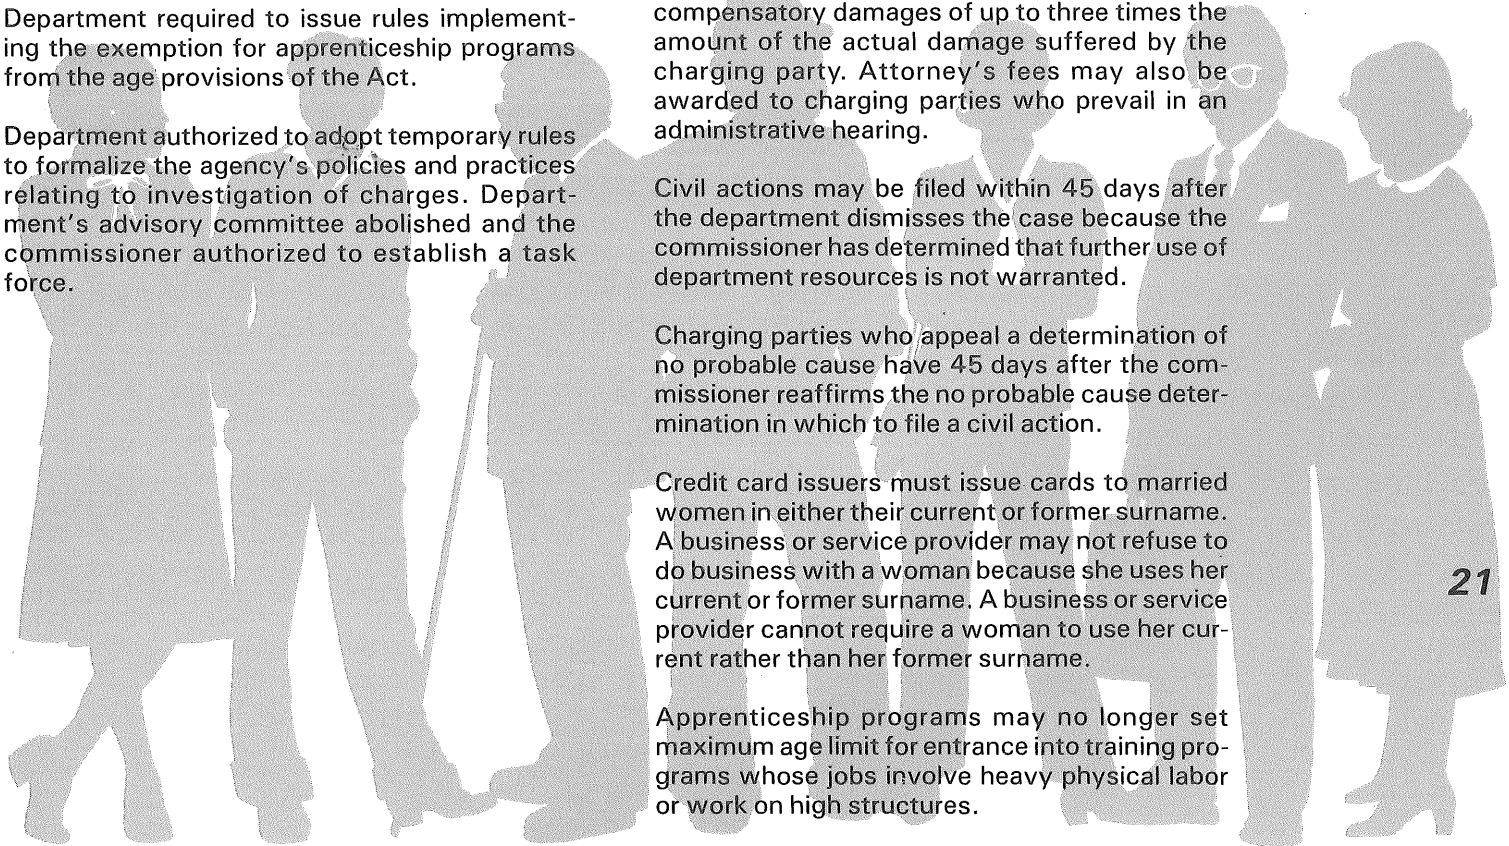 Department required to issue rules implement-
ing the exemption for apprenticeship programs
from the age provisions of the Act.
Department authorized to adopt temporary rules
to formalize the agency's policies and practices
relating to investigation of charges. Depart-
ment's advisory committee abolished and the
commissioner authorized to establish a task
force.
compensatory damages of up to three times the
amount of the actual damage suffered by the
charging party. Attorney's fees may also be
awarded to charging parties who prevail in an
administrative hearing.
Civil actions may be filed within 45 days after
the department dismisses the case because the
commissioner has determined that further use of
department resources is not warranted.
Charging parties who appeal a determination of
no probable cause have 45 days after the com-
missioner reaffirms the no probable cause deter-
mination in which to file a civil action.
Credit card issuers must issue cards to married
women in either their current or former surname.
A business or service provider may not refuse to
do business with a woman because she uses her
current or former surname. A business or service
provider cannot require a woman to use her cur-
rent rather than her former surname.
Apprenticeship programs may no longer set
maximum age limit for entrance into training pro-
grams whose jobs involve heavy physical labor
or work on high structures.
21